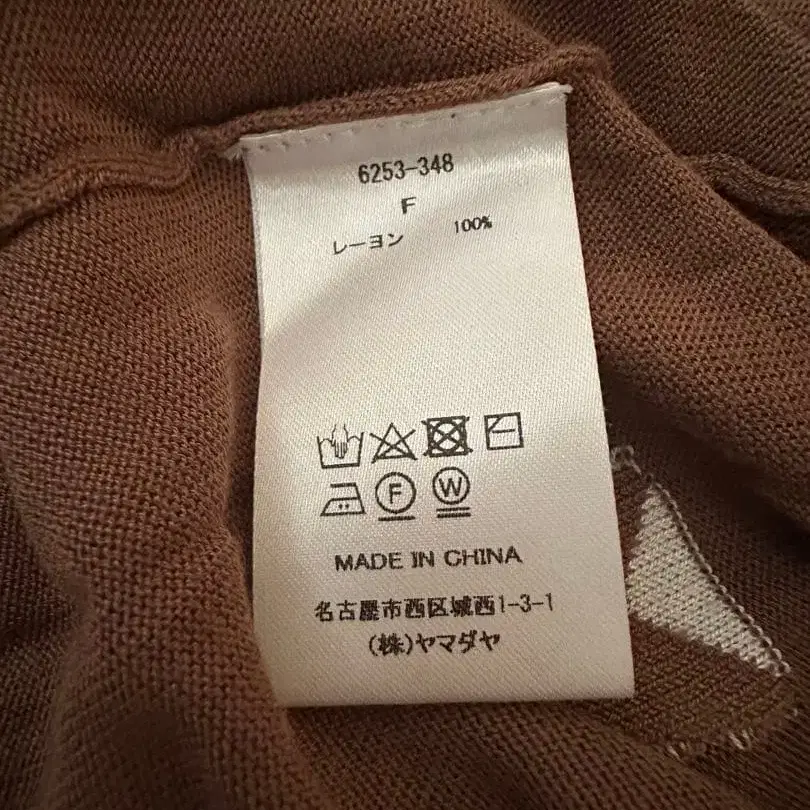 6253-348
F
レーヨン 100%
F W
MADE IN CHINA
名古屋市西区城西1-3-1
(株)ヤマダヤ